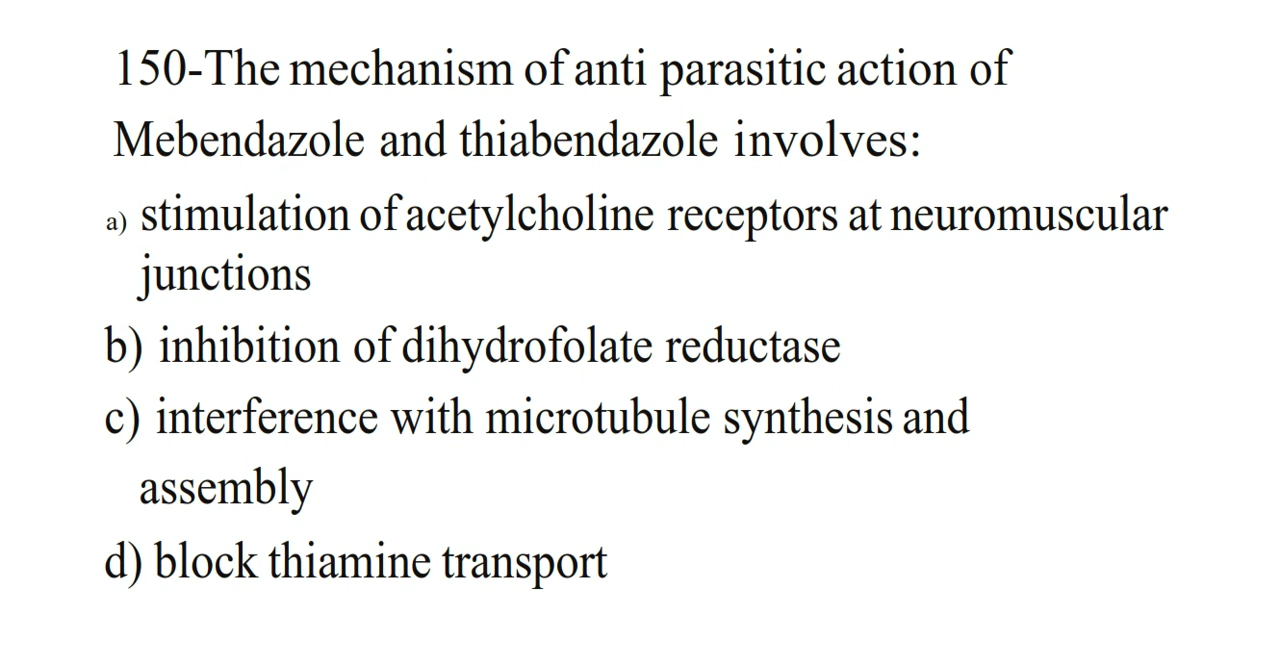 150-The mechanism of anti parasitic action of
Mebendazole and thiabendazole involves:
a) stimulation of acetylcholine receptors at neuromuscular
junctions
b) inhibition of dihydrofolate reductase
c) interference with microtubule synthesis and
assembly
d) block thiamine transport